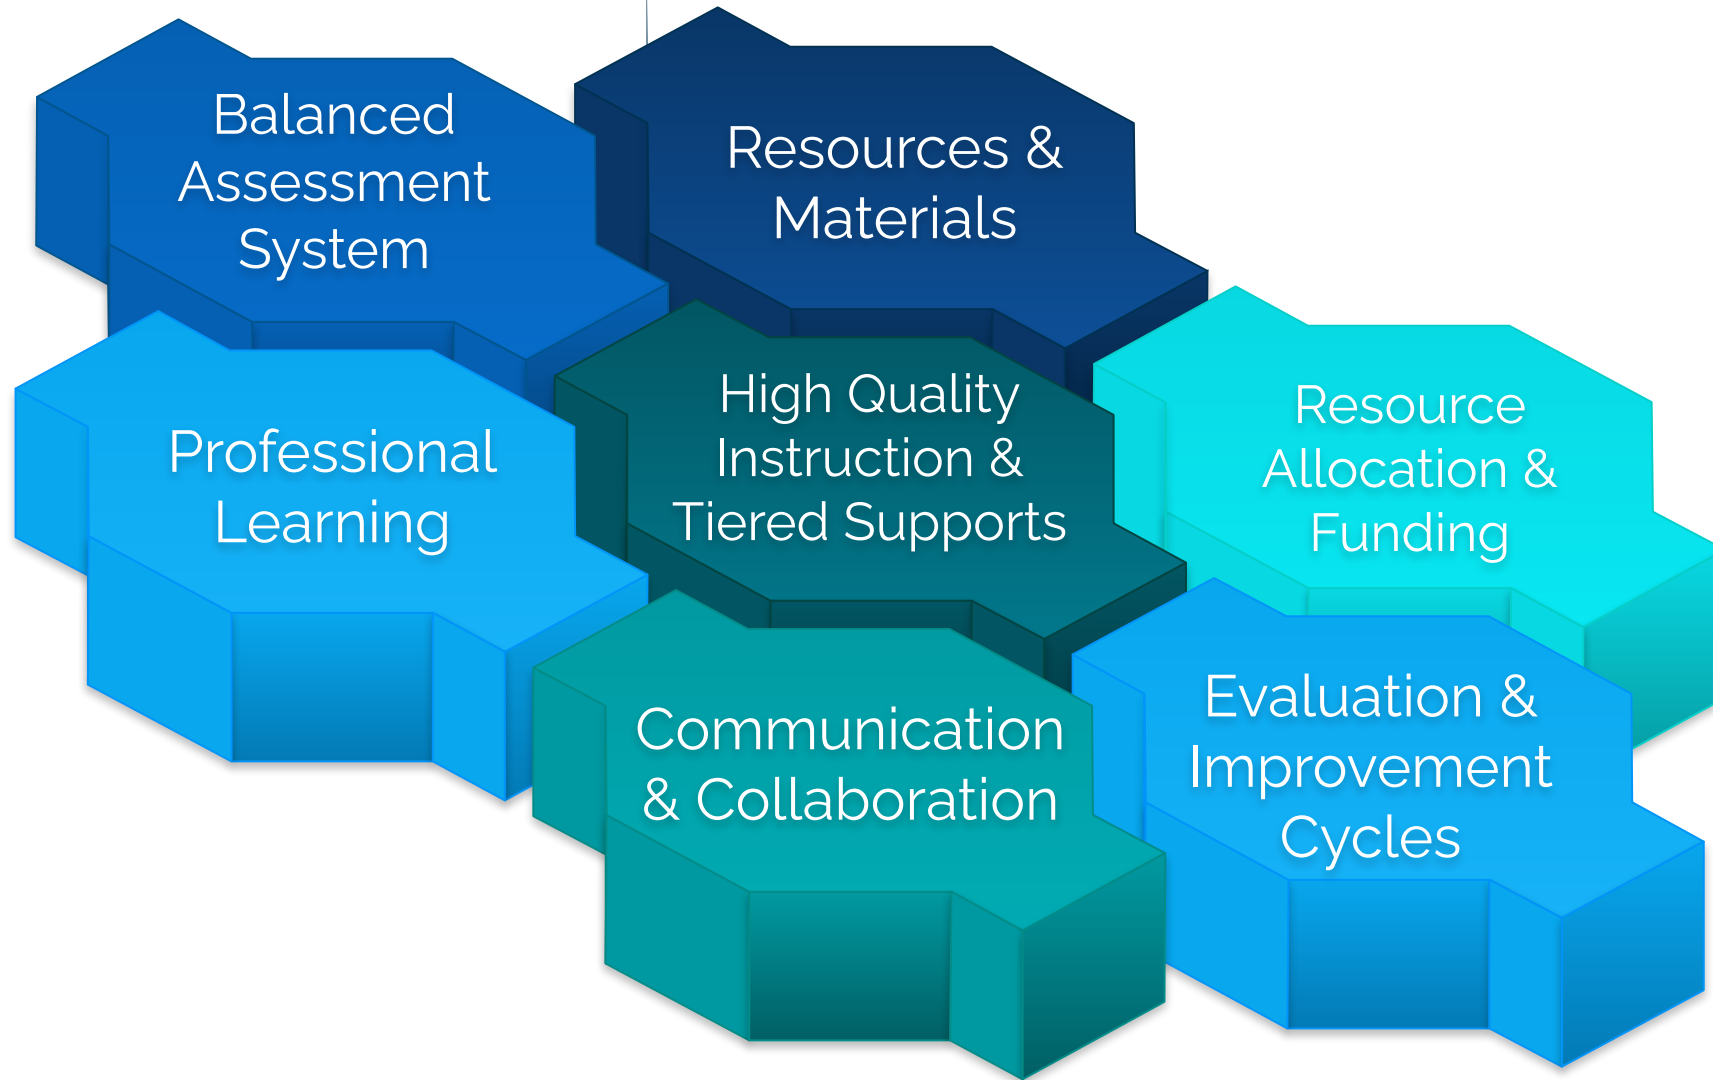 Balanced
Assessment
System
Resources &
Materials
Professional
Learning
High Quality
Instruction &
Tiered Supports
Resource
Allocation &
Funding
Communication
& Collaboration
Evaluation &
Improvement
Cycles